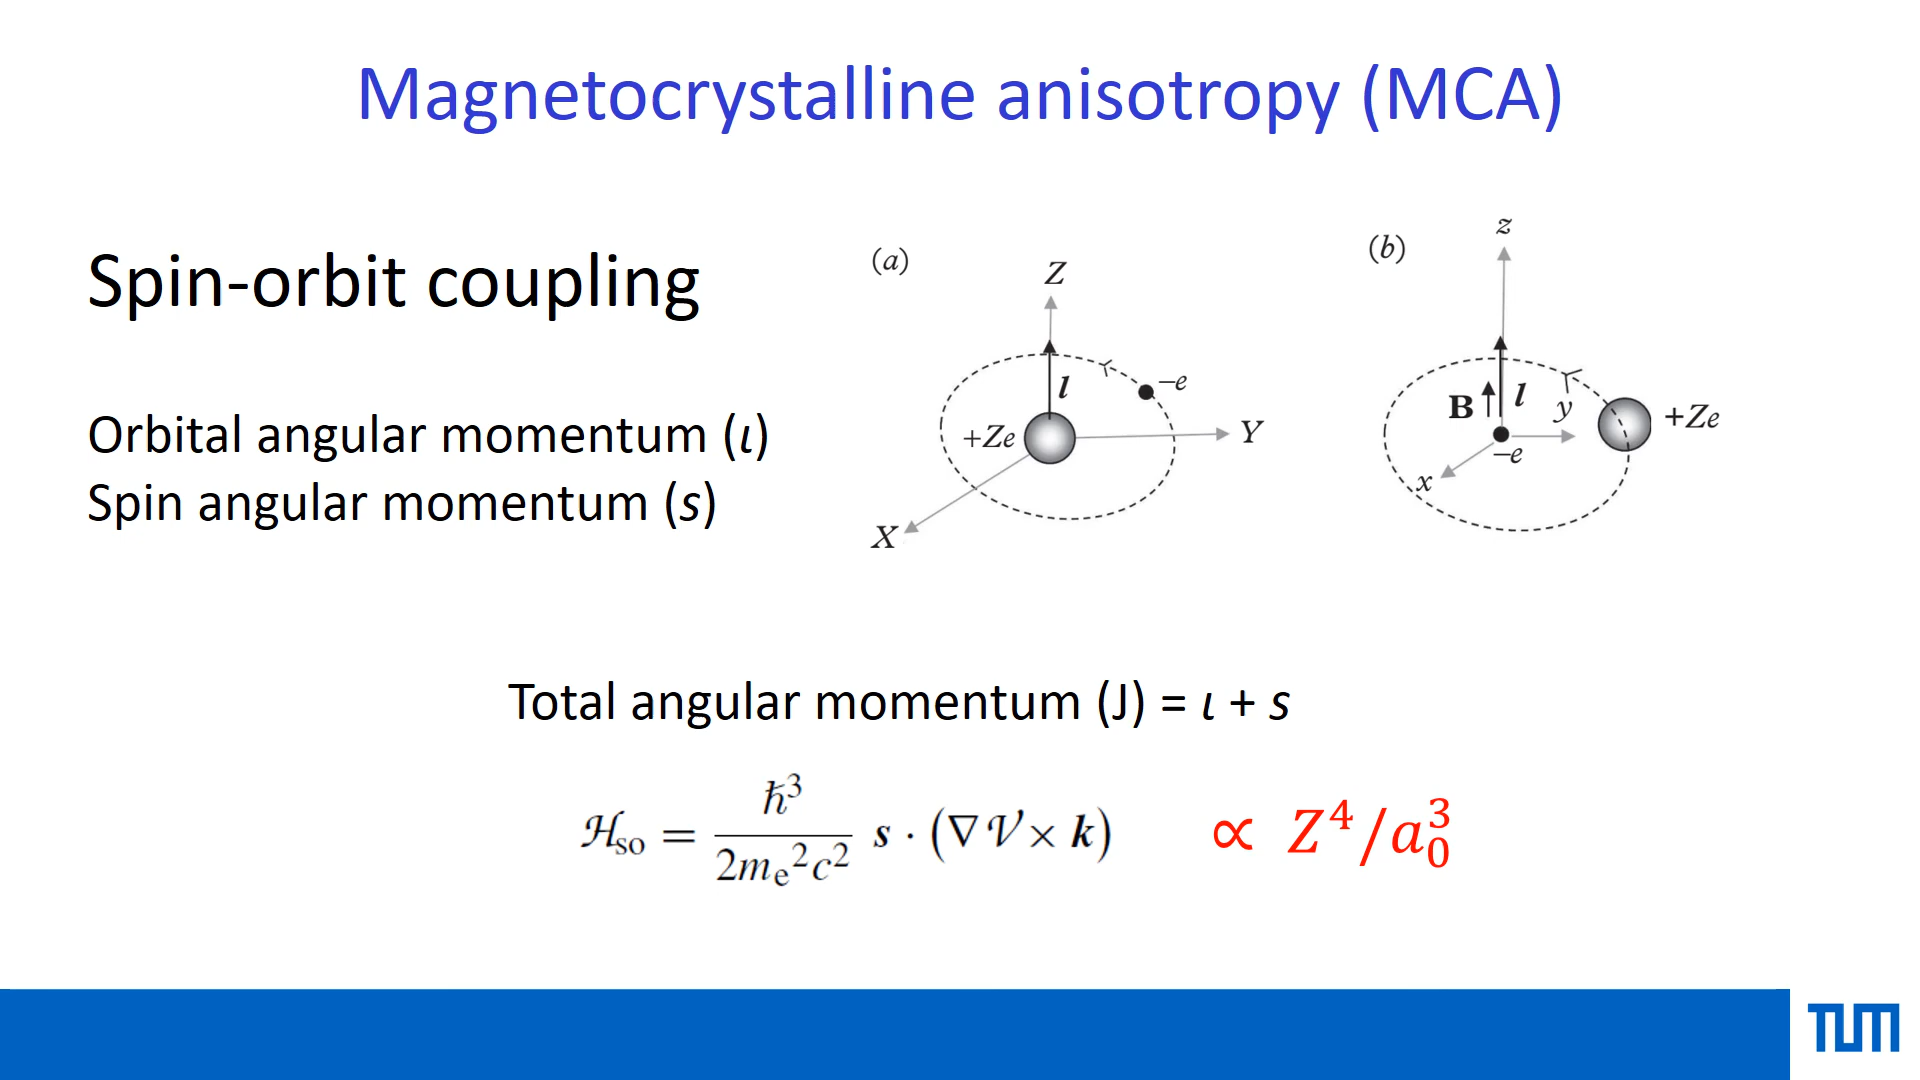 Magnetocrystalline anisotropy (MCA)
Spin-orbit coupling
Orbital angular momentum (ι)
Spin angular momentum (s)
(a)
Z
l
−e
+Ze
Y
X
(b)
z
B
l
y
+Ze
−e
x
Total angular momentum (J) = ι + s
ℋso = ℏ³ / 2mₑ²c² s · (∇𝒱 × k) ∝ Z⁴/a₀³
TUM